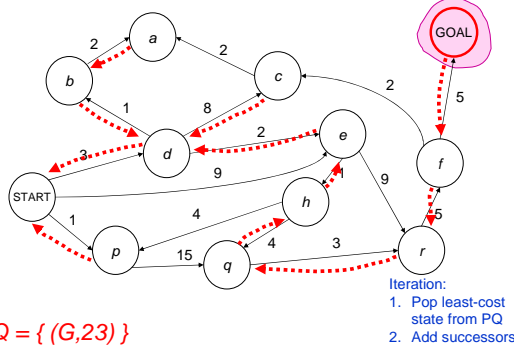 GOAL
a
2
2
b
c
2
5
1
8
2
e
3
d
f
9
1
9
START
h
5
4
1
4
3
p
15
q
r
Iteration:
1. Pop least-cost
state from PQ
2. Add successors
Q = { (G,23) }